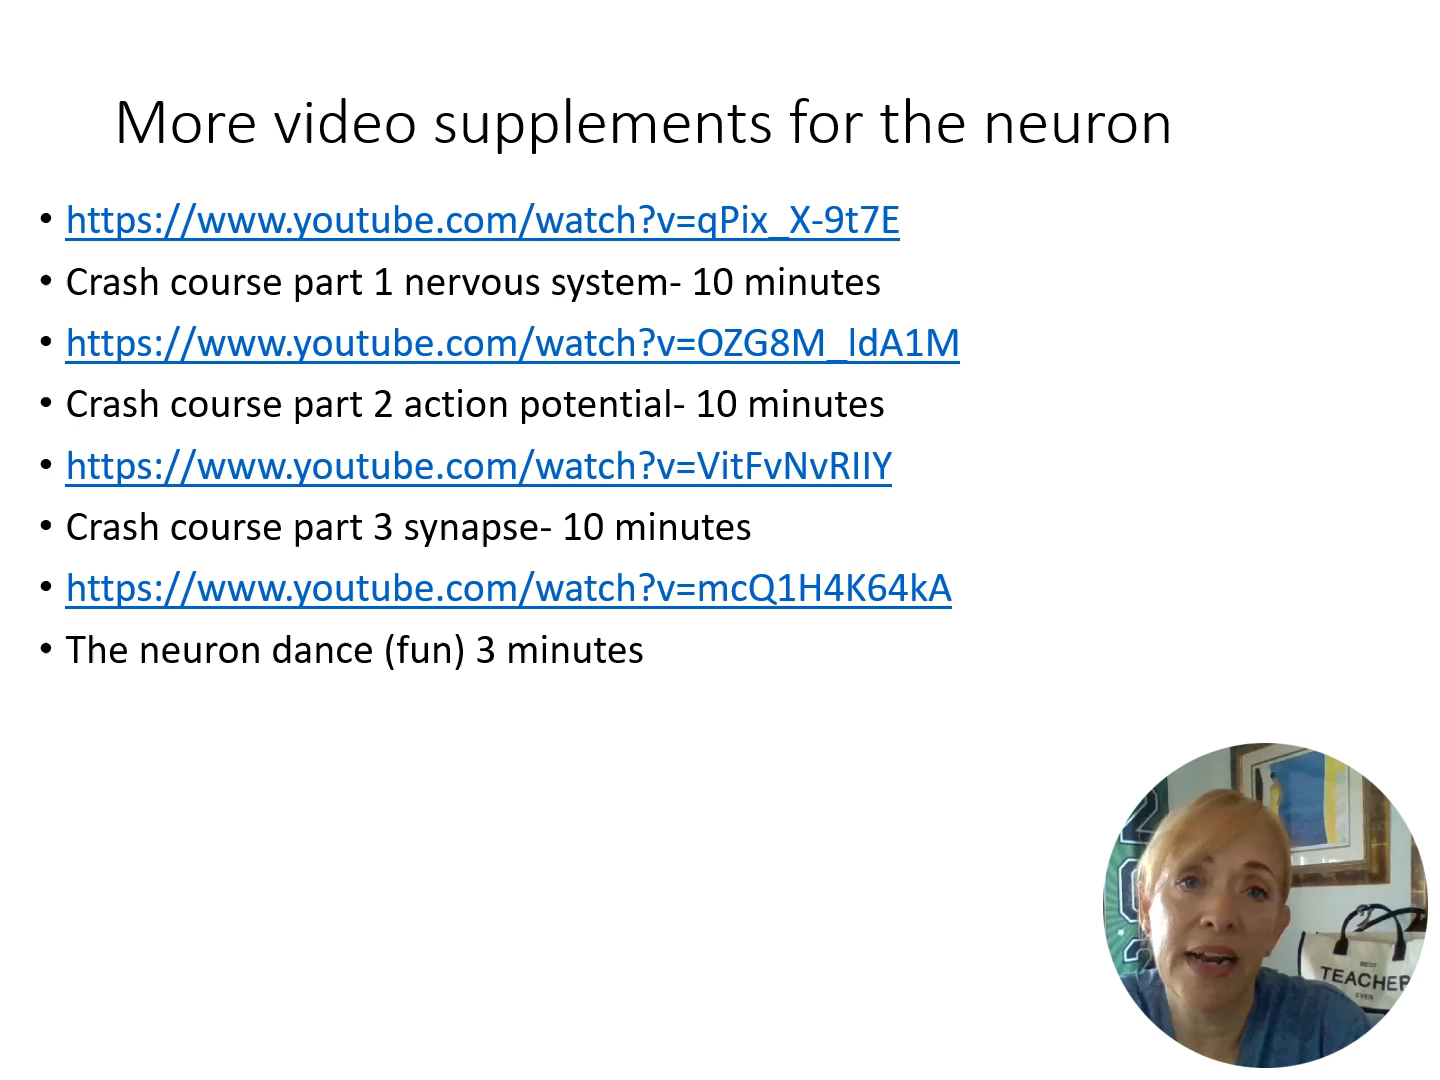 More video supplements for the neuron
• https://www.youtube.com/watch?v=qPix_X-9t7E
• Crash course part 1 nervous system- 10 minutes
• https://www.youtube.com/watch?v=OZG8M_ldA1M
• Crash course part 2 action potential- 10 minutes
• https://www.youtube.com/watch?v=VitFvNvRIIY
• Crash course part 3 synapse- 10 minutes
• https://www.youtube.com/watch?v=mcQ1H4K64kA
• The neuron dance (fun) 3 minutes
BEST
TEACHER
EVER